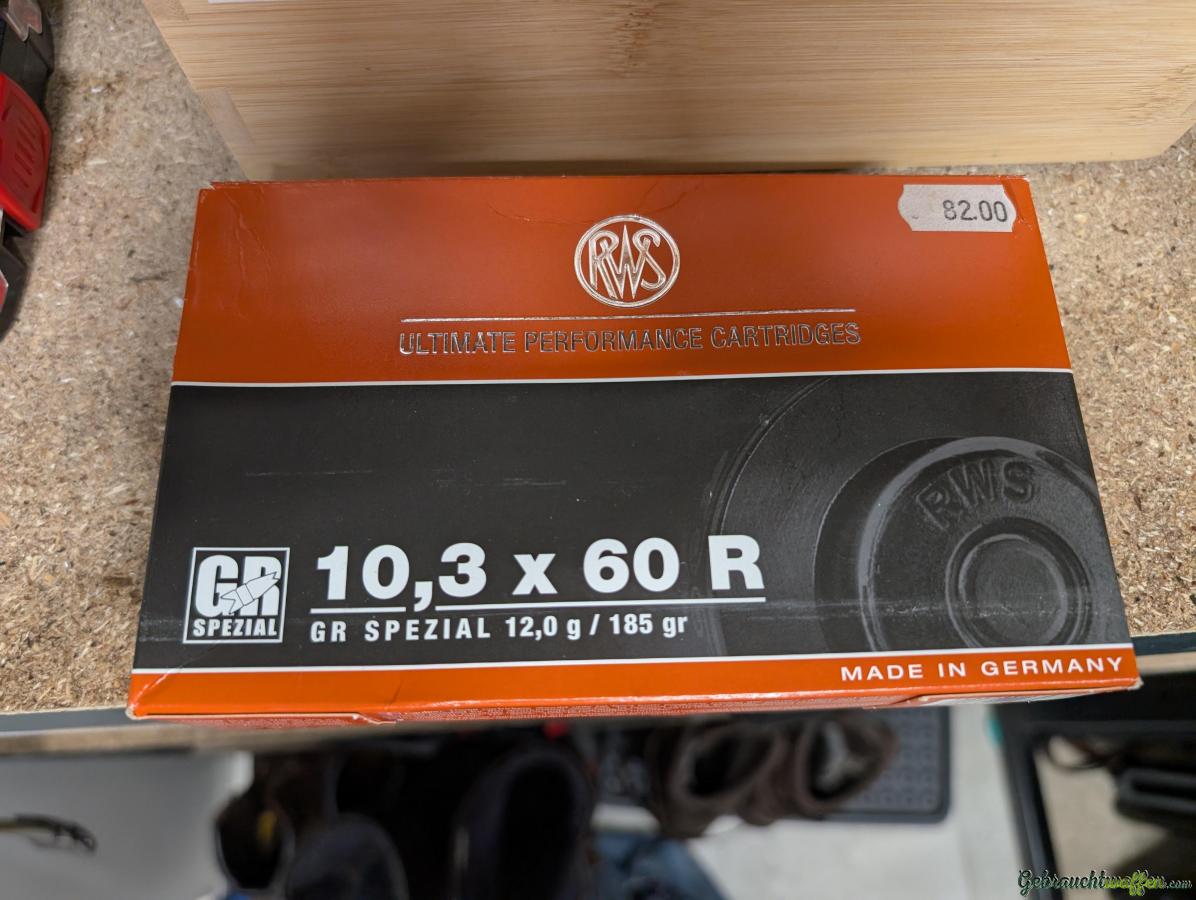 82.00
RWS
ULTIMATE PERFORMANCE CARTRIDGES
RWS
GR
SPEZIAL
10,3 x 60 R
GR SPEZIAL 12,0 g / 185 gr
MADE IN GERMANY
Gebrauchtwaffen.com